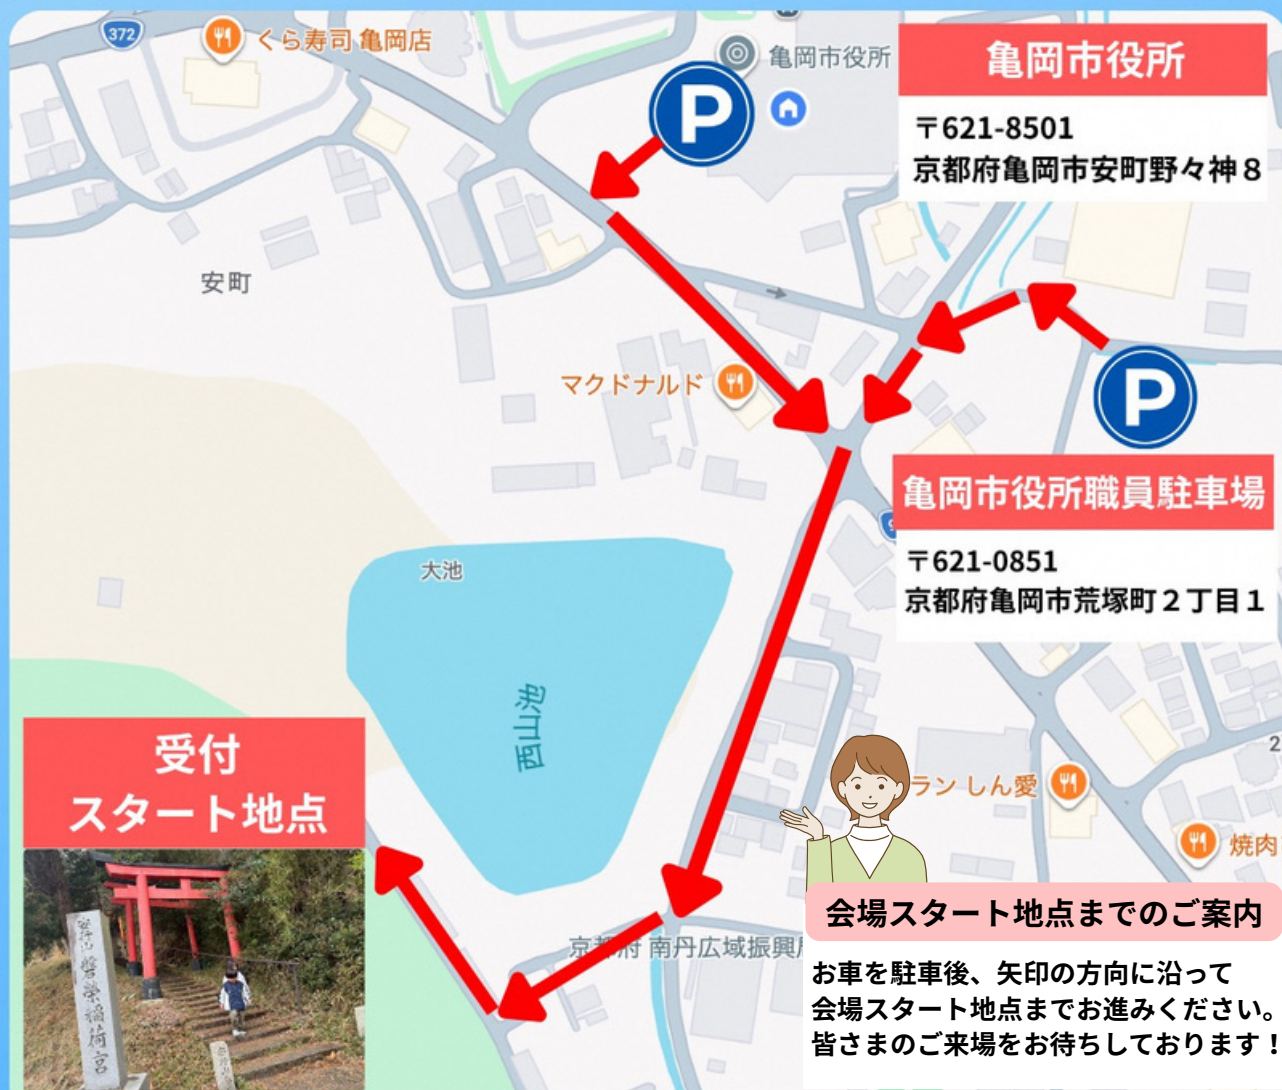 372
くら寿司 亀岡店
亀岡市役所
P
亀岡市役所
〒621-8501
京都府亀岡市安町野々神８
安町
マクドナルド
P
亀岡市役所職員駐車場
〒621-0851
京都府亀岡市荒塚町２丁目１
9
大池
西山池
受付
スタート地点
ラン しん愛
2
焼肉
京都府 南丹広域振興局
会場スタート地点までのご案内
お車を駐車後、矢印の方向に沿って
会場スタート地点までお進みください。
皆さまのご来場をお待ちしております！
稲荷宮